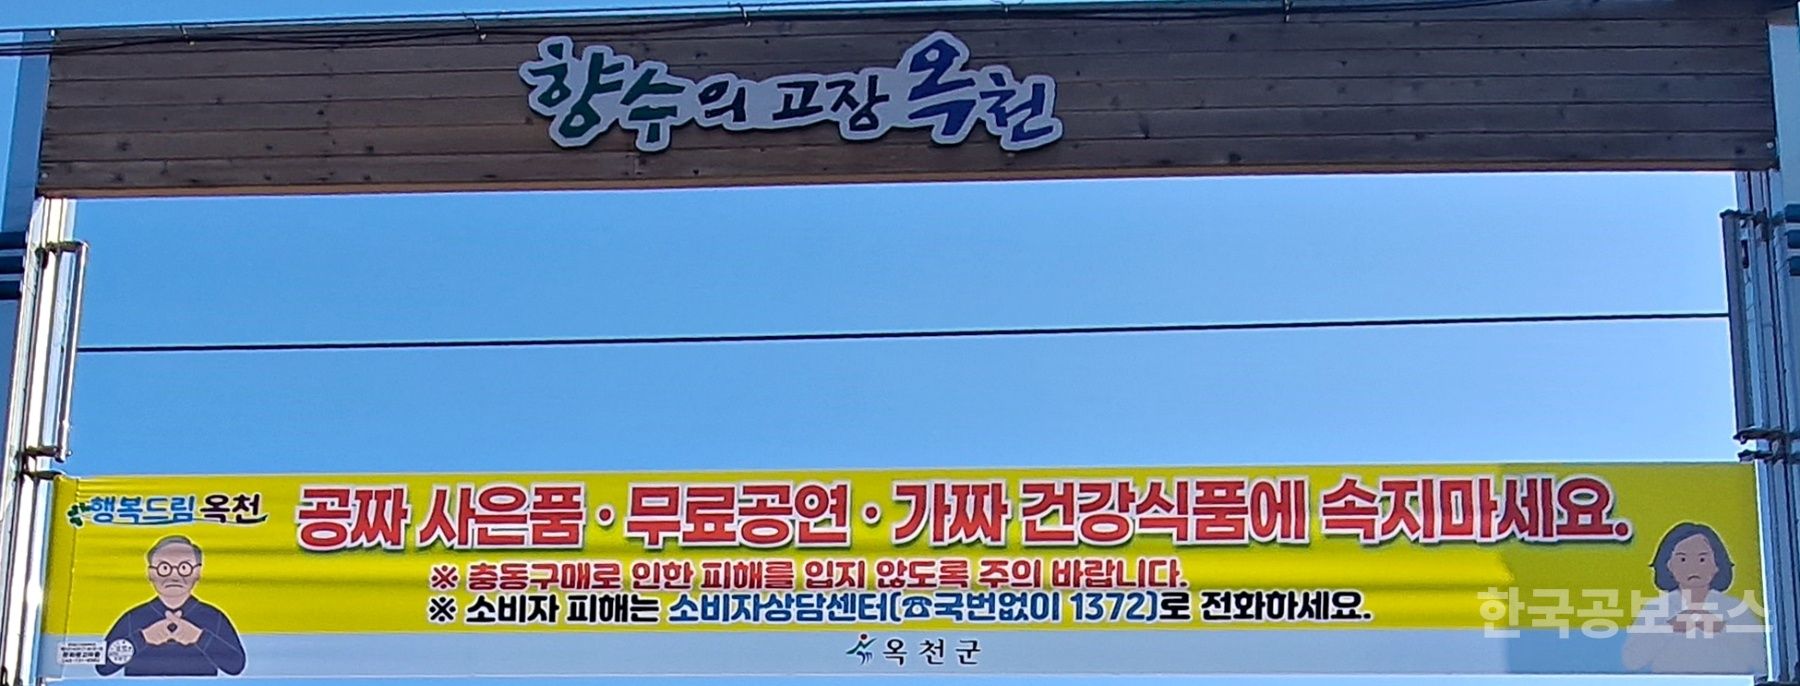 향수의 고장 옥천
행복드림 옥천
공짜 사은품·무료공연·가짜 건강식품에 속지마세요.
※ 충동구매로 인한 피해를 입지 않도록 주의 바랍니다.
※ 소비자 피해는 소비자상담센터(☎국번없이 1372)로 전화하세요.
옥천군
한국공보뉴스